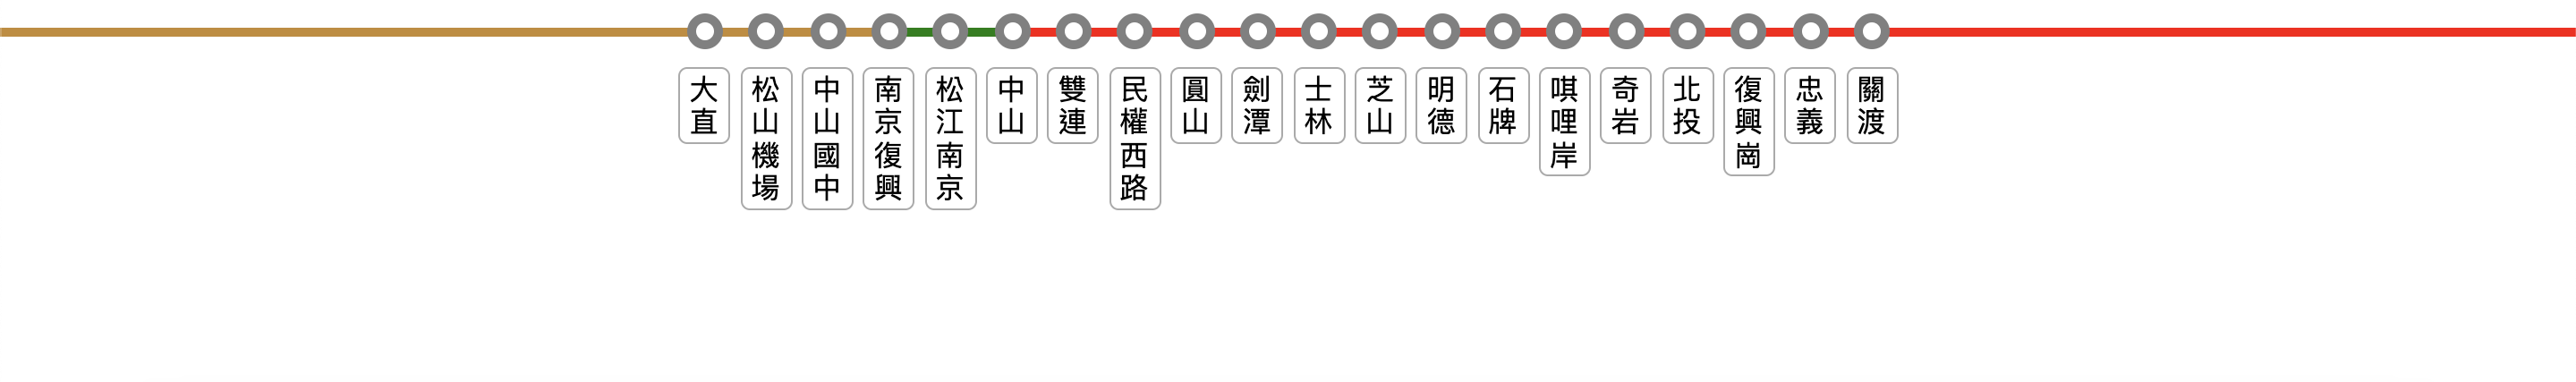 大直
松山機場
中山國中
南京復興
松江南京
中山
雙連
民權西路
圓山
劍潭
士林
芝山
明德
石牌
唭哩岸
奇岩
北投
復興崗
忠義
關渡